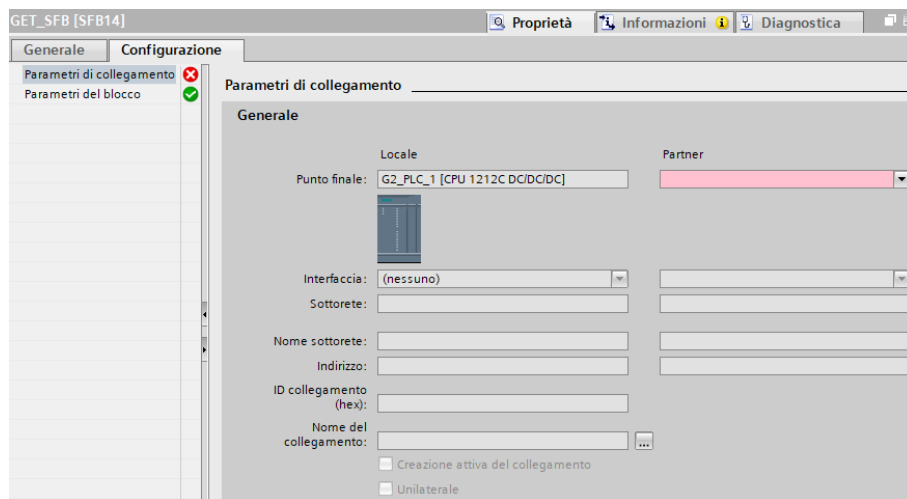 GET_SFB [SFB14]
Proprietà
Informazioni
Diagnostica
Generale
Configurazione
Parametri di collegamento
Parametri del blocco
Parametri di collegamento
Generale
Locale
Partner
Punto finale:
G2_PLC_1 [CPU 1212C DC/DC/DC]
Interfaccia:
(nessuno)
Sottorete:
Nome sottorete:
Indirizzo:
ID collegamento
(hex):
Nome del
collegamento:
...
Creazione attiva del collegamento
Unilaterale